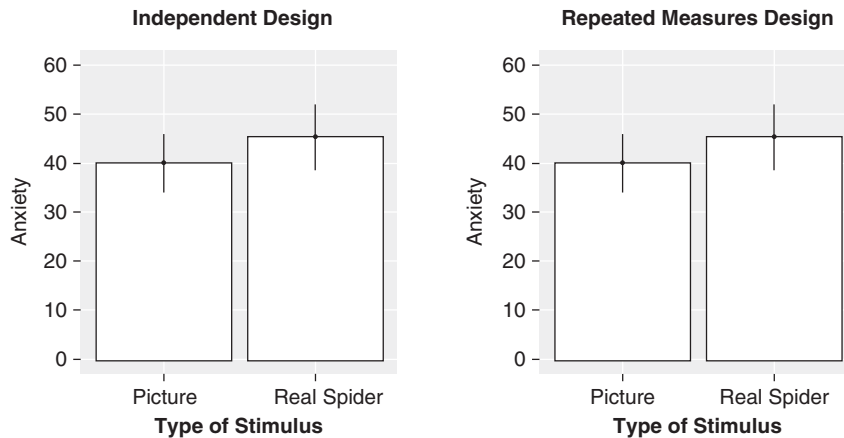 Independent Design
60
50
40
30
20
10
0
Anxiety
Picture
Real Spider
Type of Stimulus
Repeated Measures Design
60
50
40
30
20
10
0
Anxiety
Picture
Real Spider
Type of Stimulus